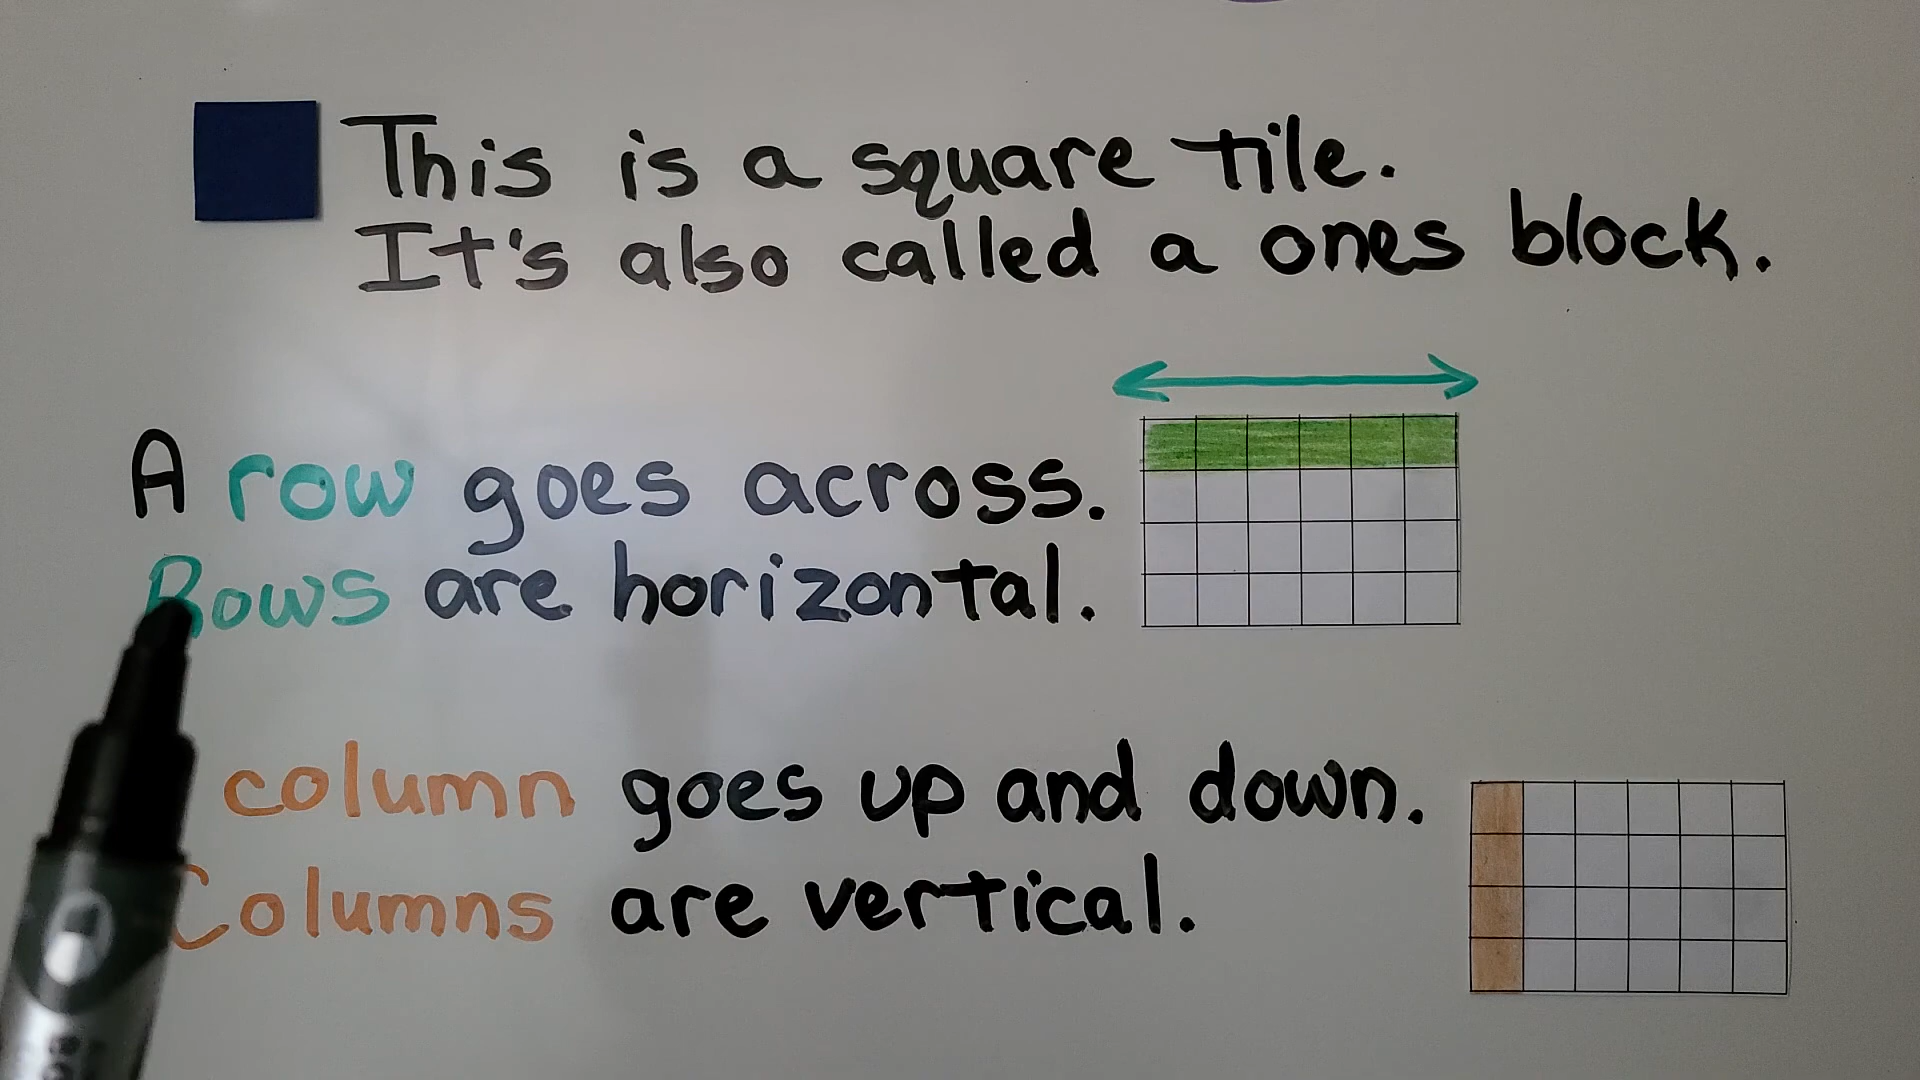 This is a square tile.
It's also called a ones block.
A row goes across.
Rows are horizontal.
column goes up and down.
Columns are vertical.